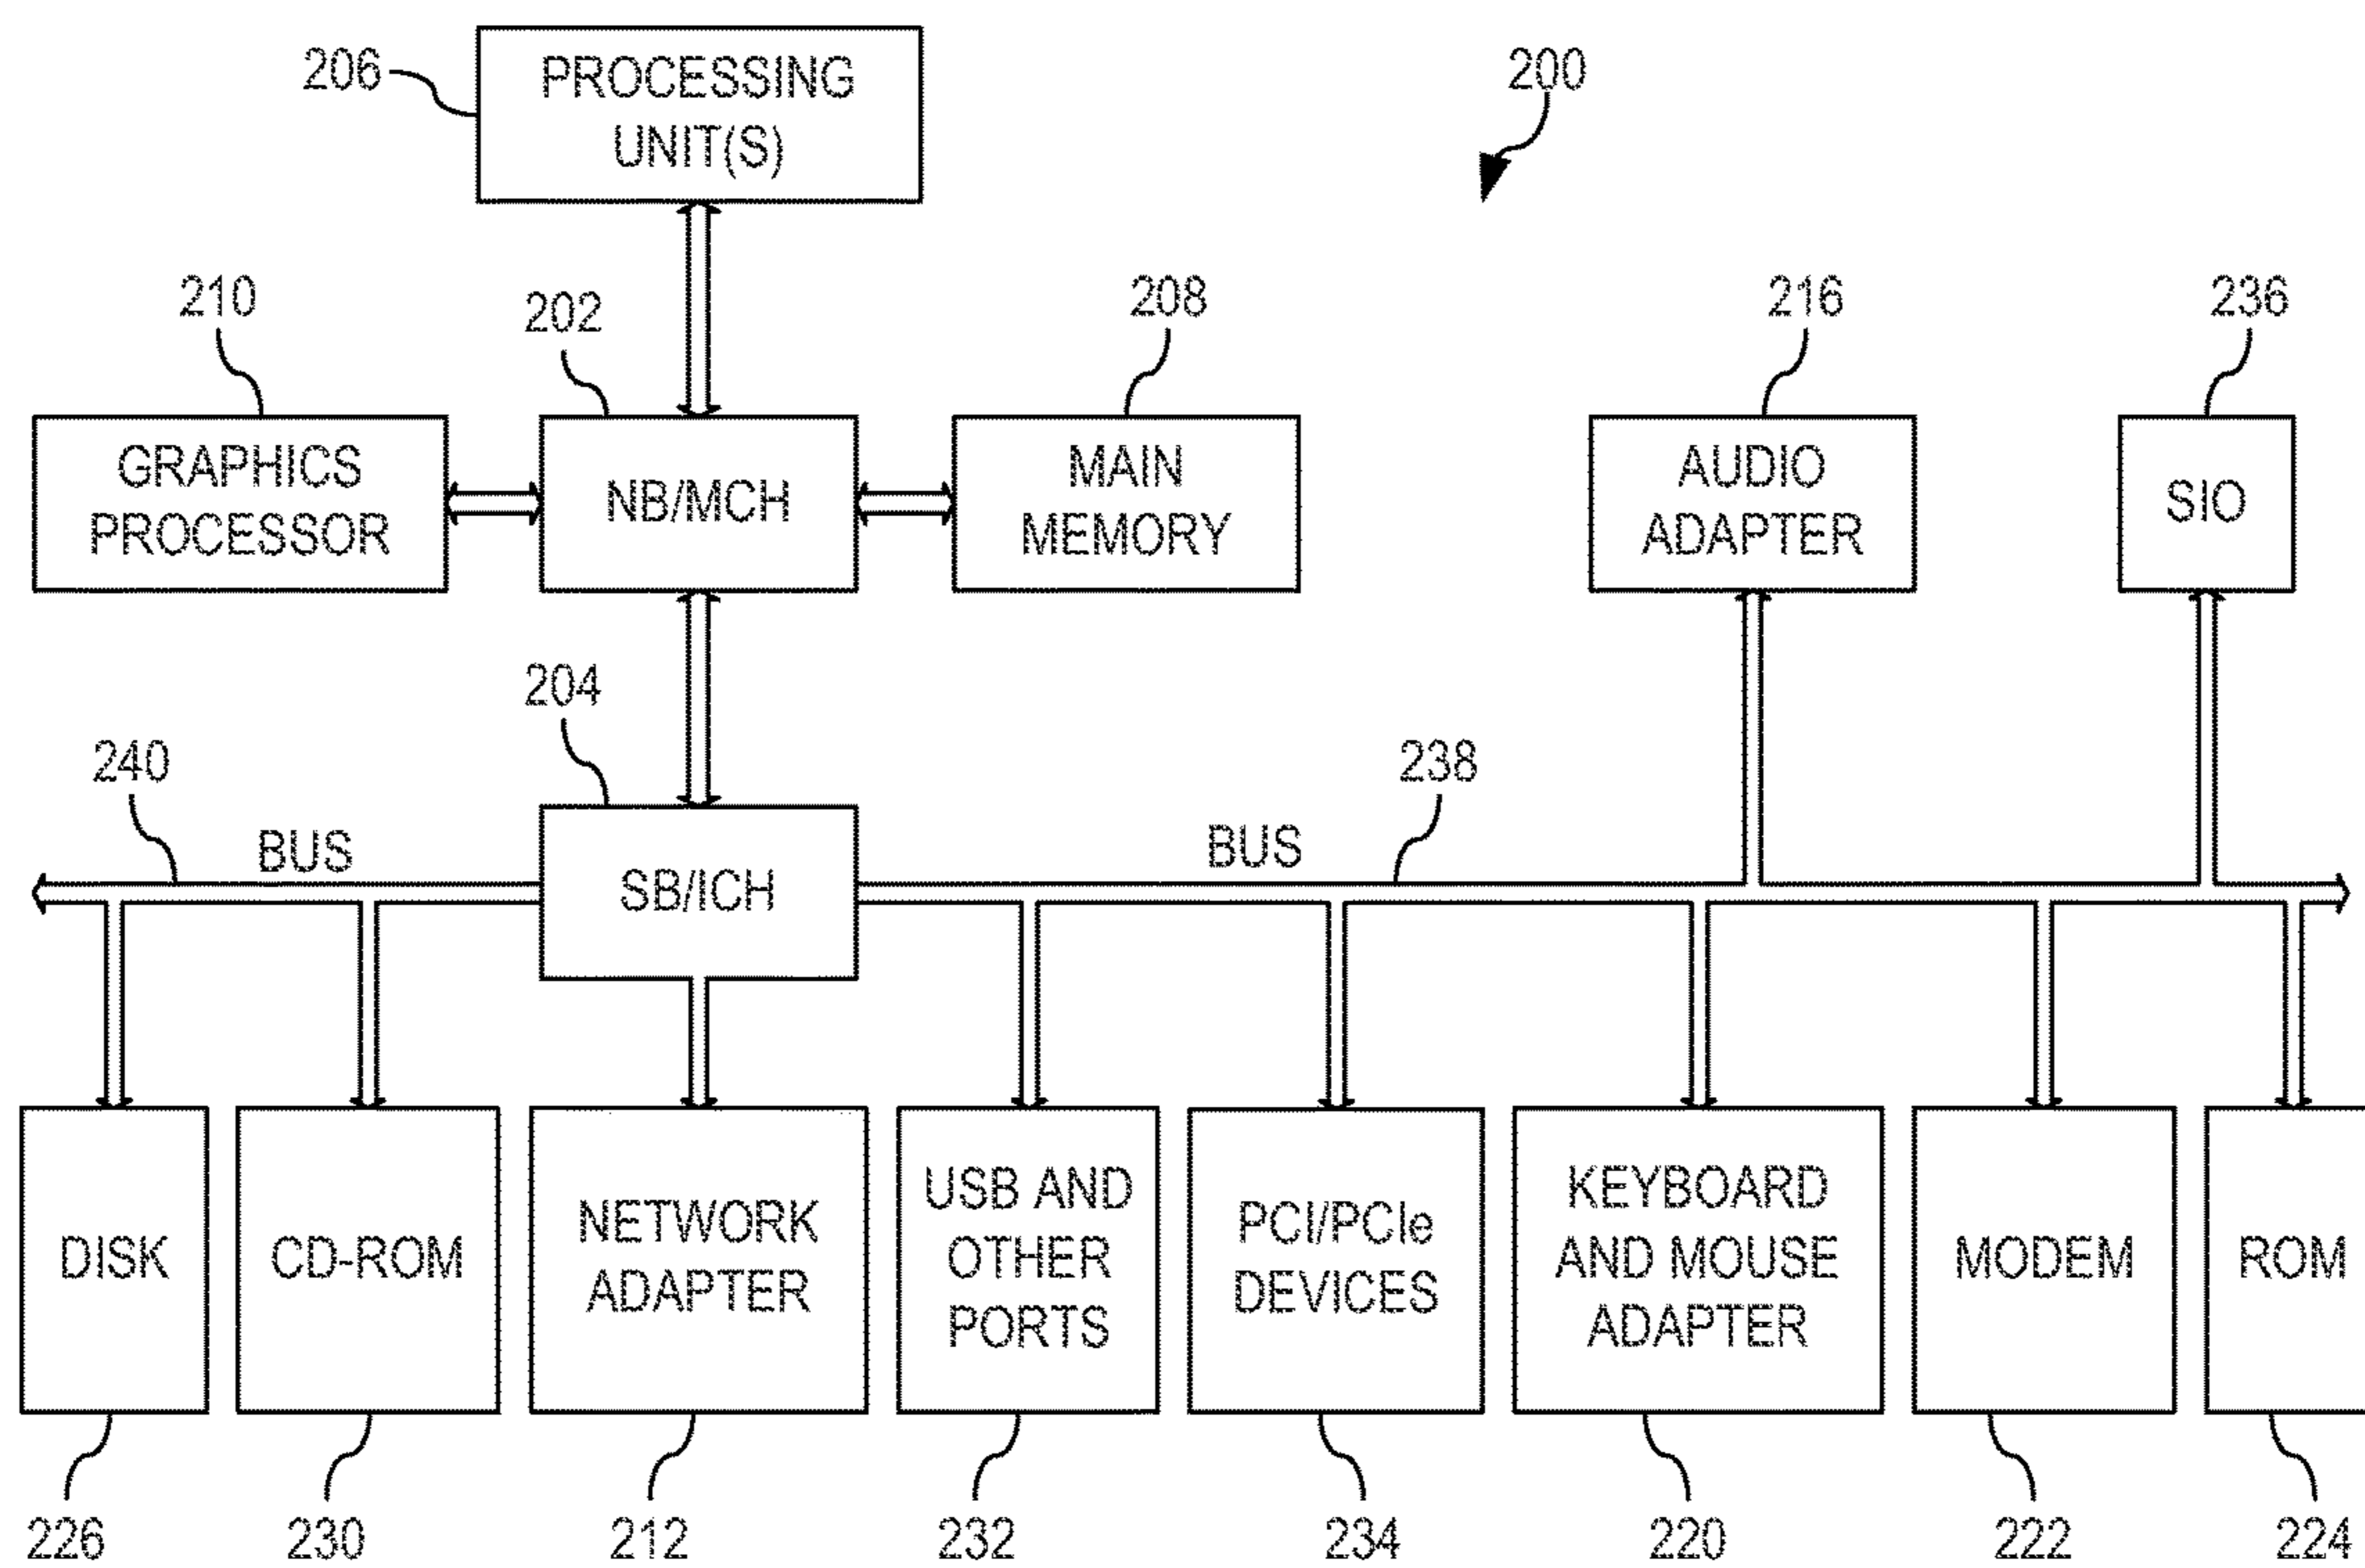 206
PROCESSING
UNIT(S)
200
210
202
208
216
236
GRAPHICS
PROCESSOR
NB/MCH
MAIN
MEMORY
AUDIO
ADAPTER
SIO
204
240
BUS
SB/ICH
BUS
238
DISK
CD-ROM
NETWORK
ADAPTER
USB AND
OTHER
PORTS
PCI/PCIe
DEVICES
KEYBOARD
AND MOUSE
ADAPTER
MODEM
ROM
226
230
212
232
234
220
222
224